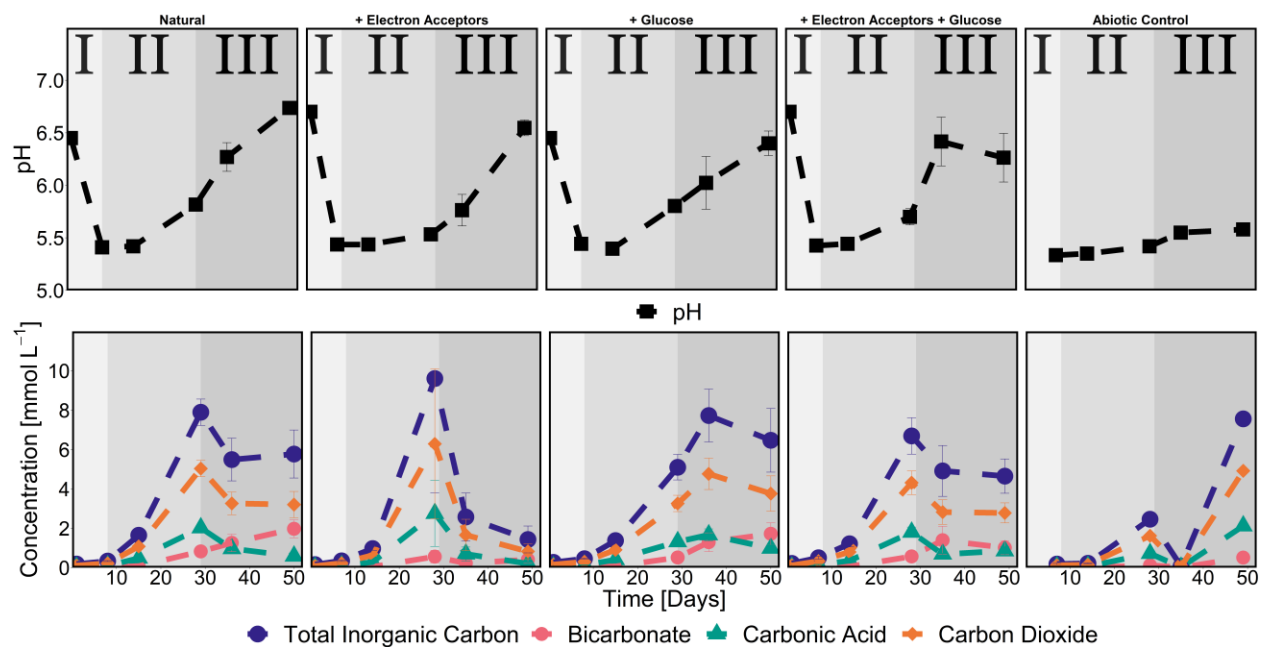 Natural + Electron Acceptors + Glucose + Electron Acceptors + Glucose Abiotic Control
I II III I II III I II III I II III I II III
7.0
6.5
pH
6.0
5.5
5.0
pH
Concentration [mmol L⁻¹]
10
8
6
4
2
0
10 20 30 40 50 10 20 30 40 50 10 20 30 40 50 10 20 30 40 50 10 20 30 40 50
Time [Days]
Total Inorganic Carbon Bicarbonate Carbonic Acid Carbon Dioxide